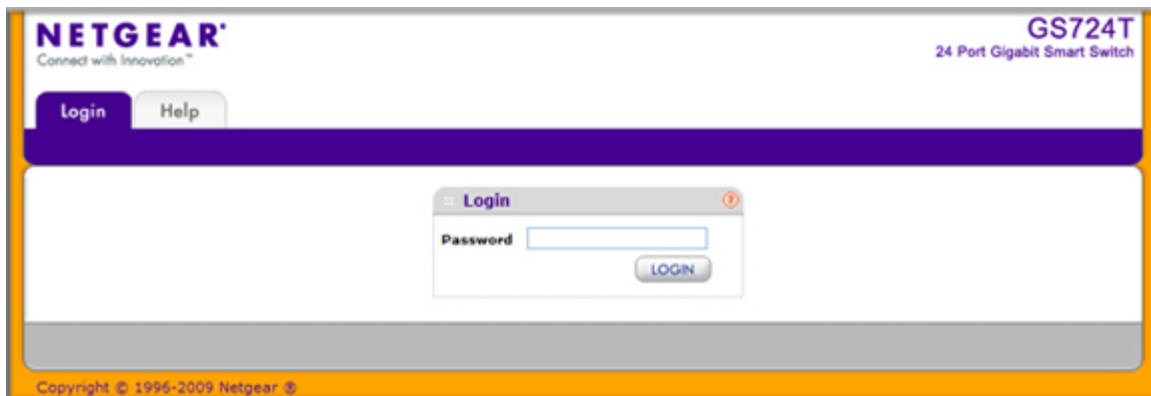 NETGEAR®
Connect with Innovation™
GS724T
24 Port Gigabit Smart Switch
Login
Help
Login
?
Password
LOGIN
Copyright © 1996-2009 Netgear ®